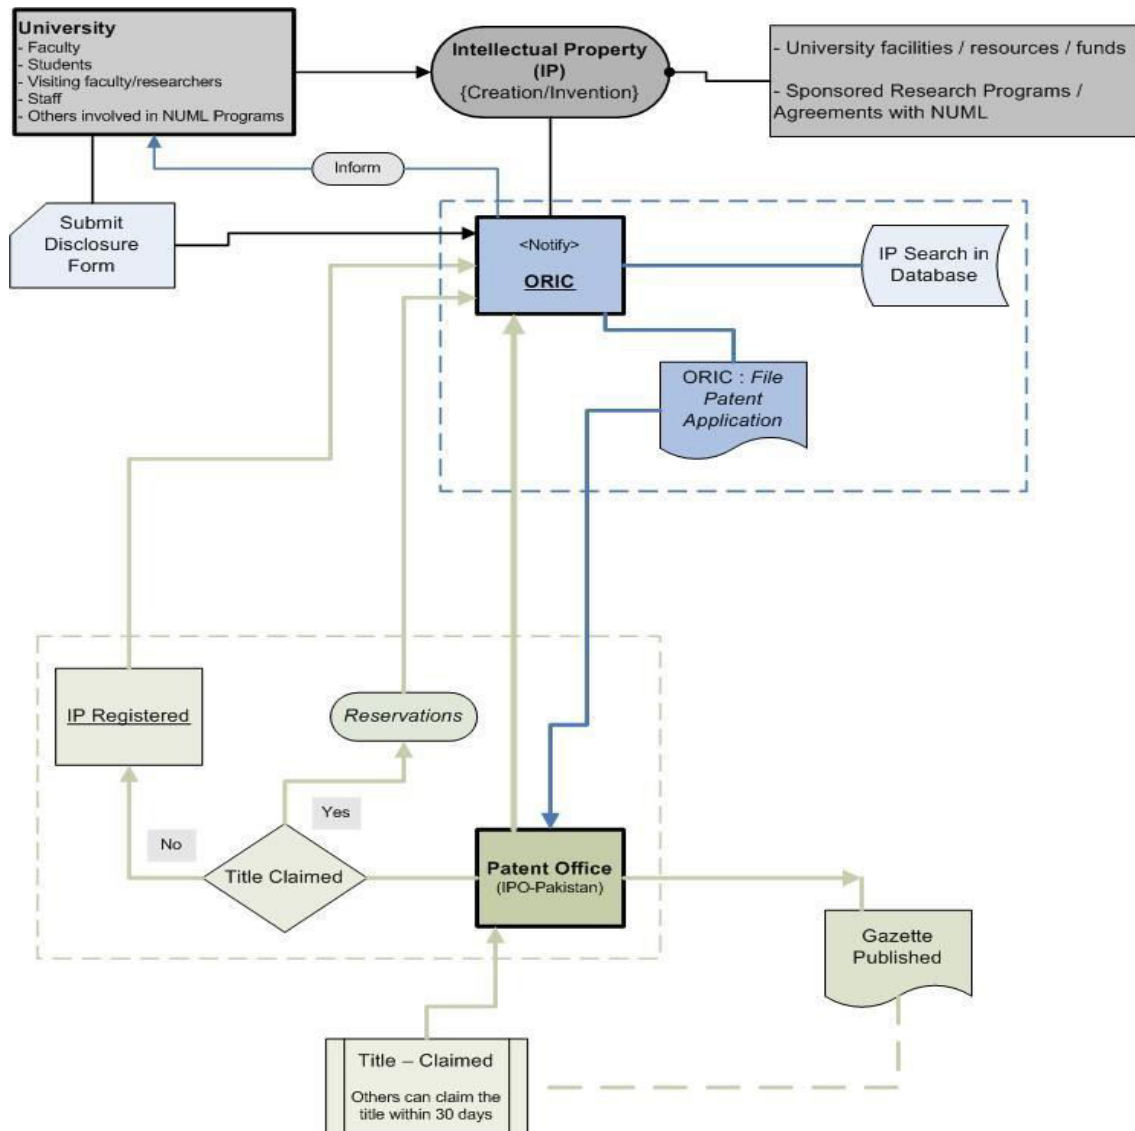 University
- Faculty
- Students
- Visiting faculty/researchers
- Staff
- Others involved in NUML Programs
Intellectual Property
(IP)
{Creation/Invention}
- University facilities / resources / funds
- Sponsored Research Programs /
Agreements with NUML
Inform
Submit
Disclosure
Form
<Notify>
ORIC
IP Search in
Database
ORIC : File
Patent
Application
IP Registered
Reservations
Yes
No
Title Claimed
Patent Office
(IPO-Pakistan)
Gazette
Published
Title – Claimed
Others can claim the
title within 30 days